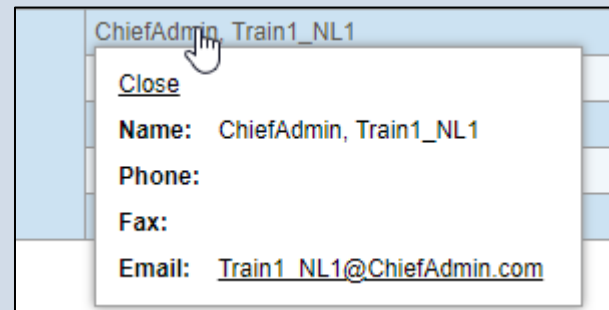 ChiefAdmin, Train1_NL1
Close
Name: ChiefAdmin, Train1_NL1
Phone:
Fax:
Email: Train1_NL1@ChiefAdmin.com